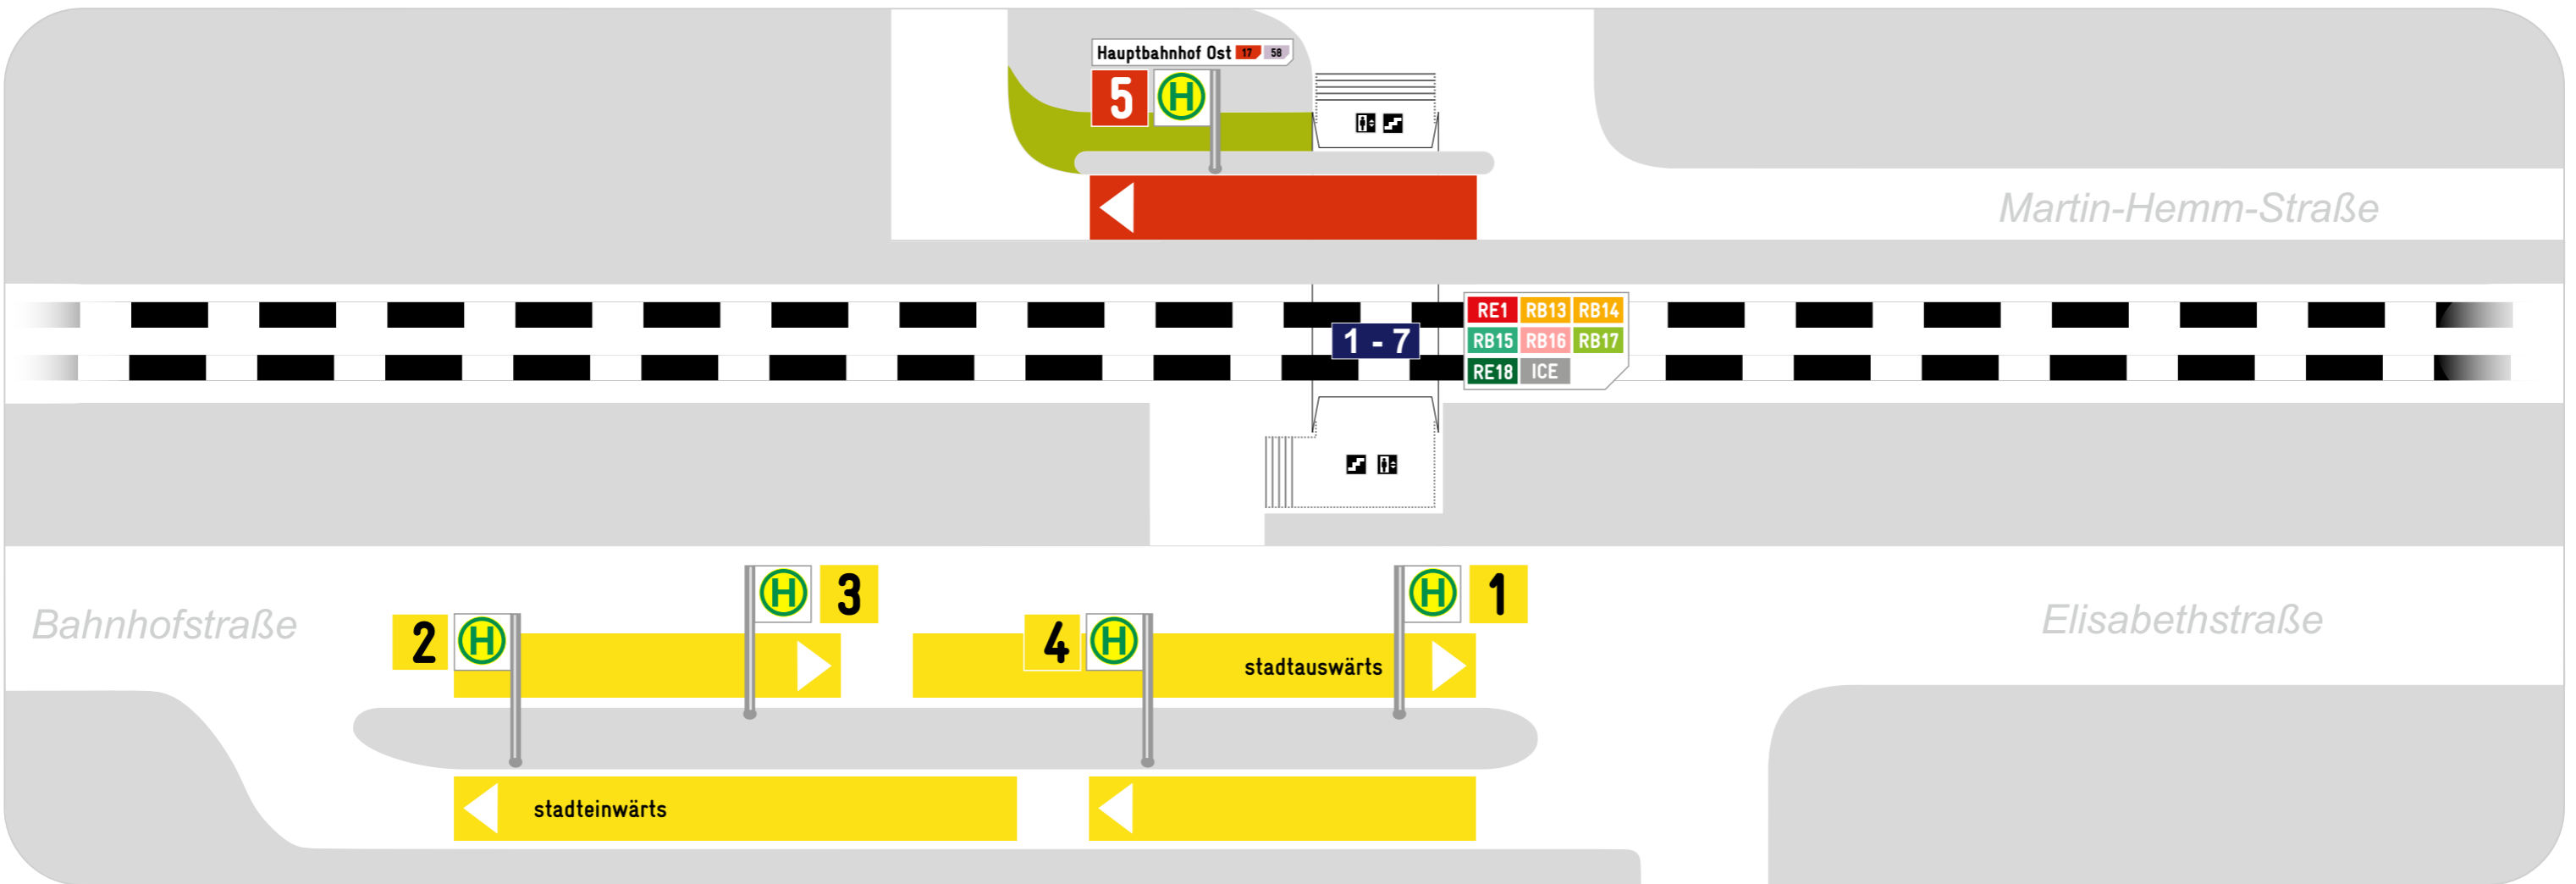 Hauptbahnhof Ost 17 58
5 H
Martin-Hemm-Straße
1 - 7
RE1 RB13 RB14
RB15 RB16 RB17
RE18 ICE
Bahnhofstraße
Elisabethstraße
H 3
H 1
2 H
4 H
stadtauswärts
stadteinwärts